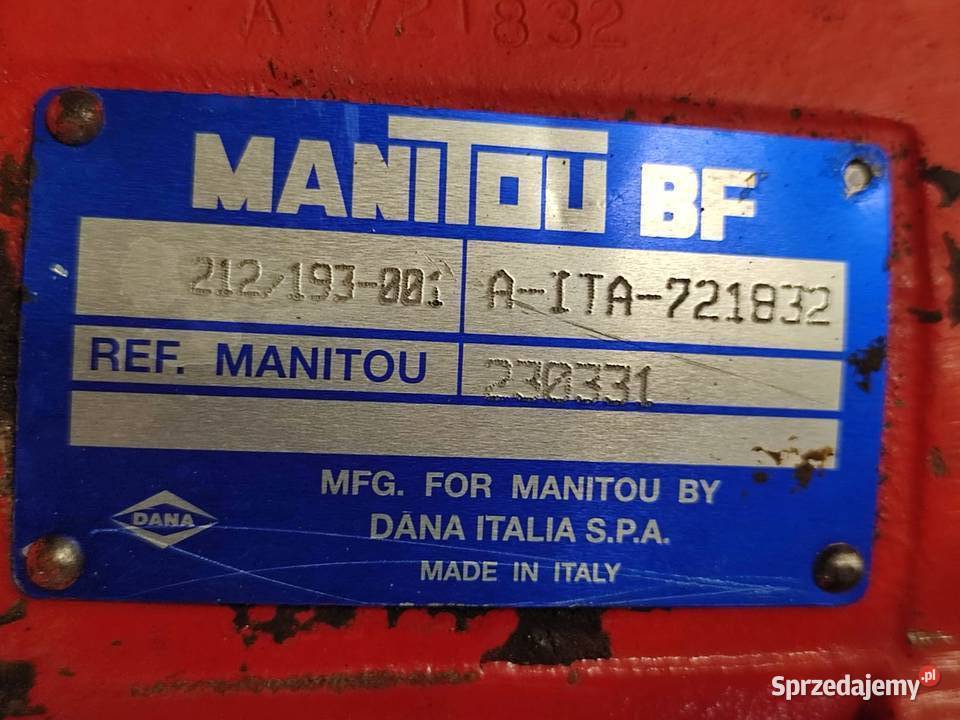 A 721832
MANITOU BF
212/193-001 A-ITA-721832
REF. MANITOU 230331
MFG. FOR MANITOU BY
DANA DANA ITALIA S.P.A.
MADE IN ITALY
Sprzedajemy.pl